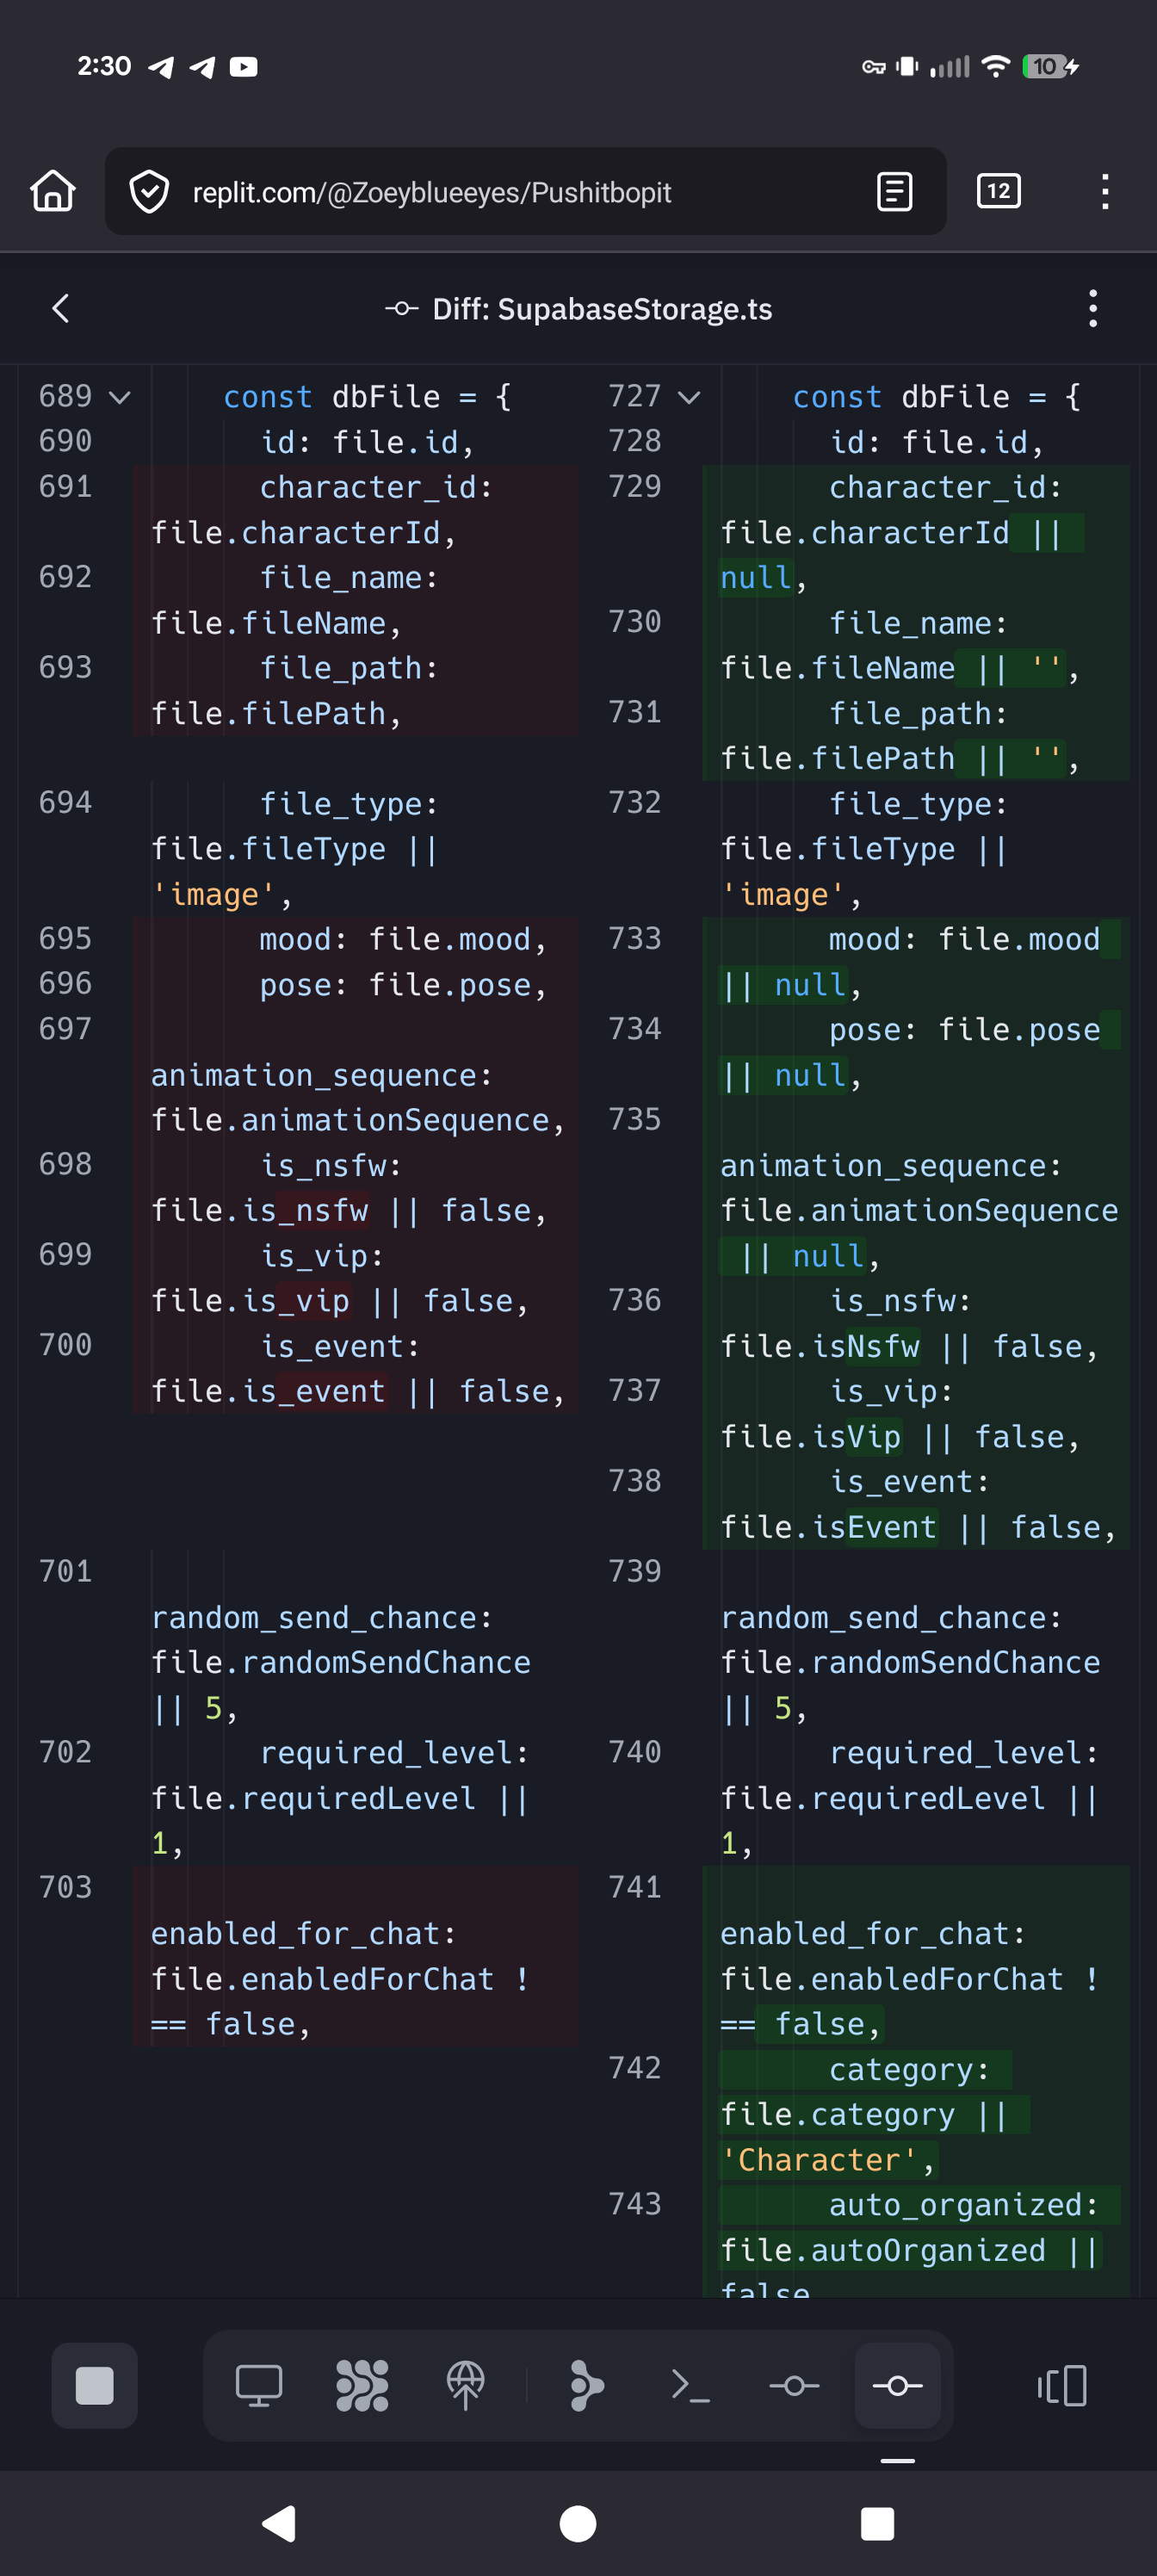 2:30
10
replit.com/@Zoeyblueeyes/Pushitbopit
12
Diff: SupabaseStorage.ts
689 const dbFile = {
690 id: file.id,
691 character_id:
file.characterId,
692 file_name:
file.fileName,
693 file_path:
file.filePath,
694 file_type:
file.fileType ||
'image',
695 mood: file.mood,
696 pose: file.pose,
697
animation_sequence:
file.animationSequence,
698 is_nsfw:
file.is_nsfw || false,
699 is_vip:
file.is_vip || false,
700 is_event:
file.is_event || false,
701
random_send_chance:
file.randomSendChance
|| 5,
702 required_level:
file.requiredLevel ||
1,
703
enabled_for_chat:
file.enabledForChat !
== false,
727 const dbFile = {
728 id: file.id,
729 character_id:
file.characterId ||
null,
730 file_name:
file.fileName || '',
731 file_path:
file.filePath || '',
732 file_type:
file.fileType ||
'image',
733 mood: file.mood
|| null,
734 pose: file.pose
|| null,
735
animation_sequence:
file.animationSequence
|| null,
736 is_nsfw:
file.isNsfw || false,
737 is_vip:
file.isVip || false,
738 is_event:
file.isEvent || false,
739
random_send_chance:
file.randomSendChance
|| 5,
740 required_level:
file.requiredLevel ||
1,
741
enabled_for_chat:
file.enabledForChat !
== false,
742 category:
file.category ||
'Character',
743 auto_organized:
file.autoOrganized ||
false